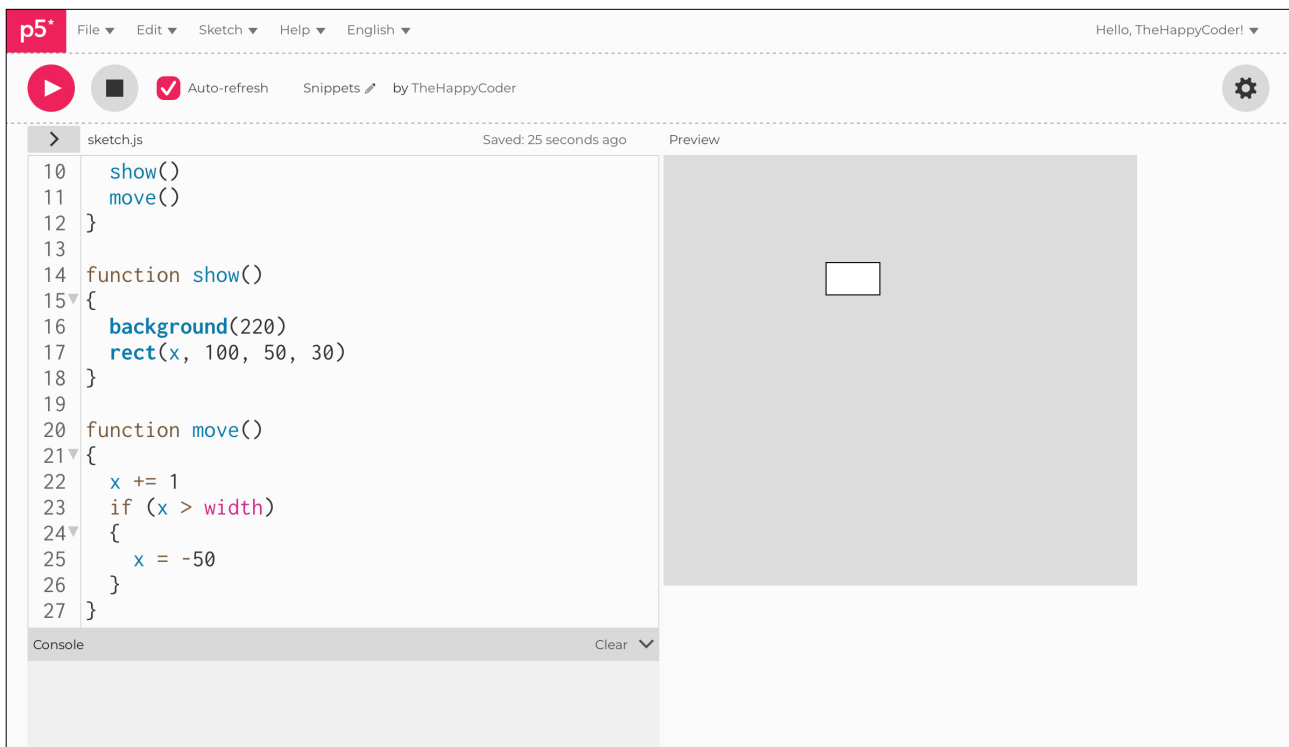 p5* File Edit Sketch Help English Hello, TheHappyCoder!
Auto-refresh Snippets by TheHappyCoder
sketch.js Saved: 25 seconds ago Preview
10 show()
11 move()
12 }
13
14 function show()
15 {
16 background(220)
17 rect(x, 100, 50, 30)
18 }
19
20 function move()
21 {
22 x += 1
23 if (x > width)
24 {
25 x = -50
26 }
27 }
Console Clear